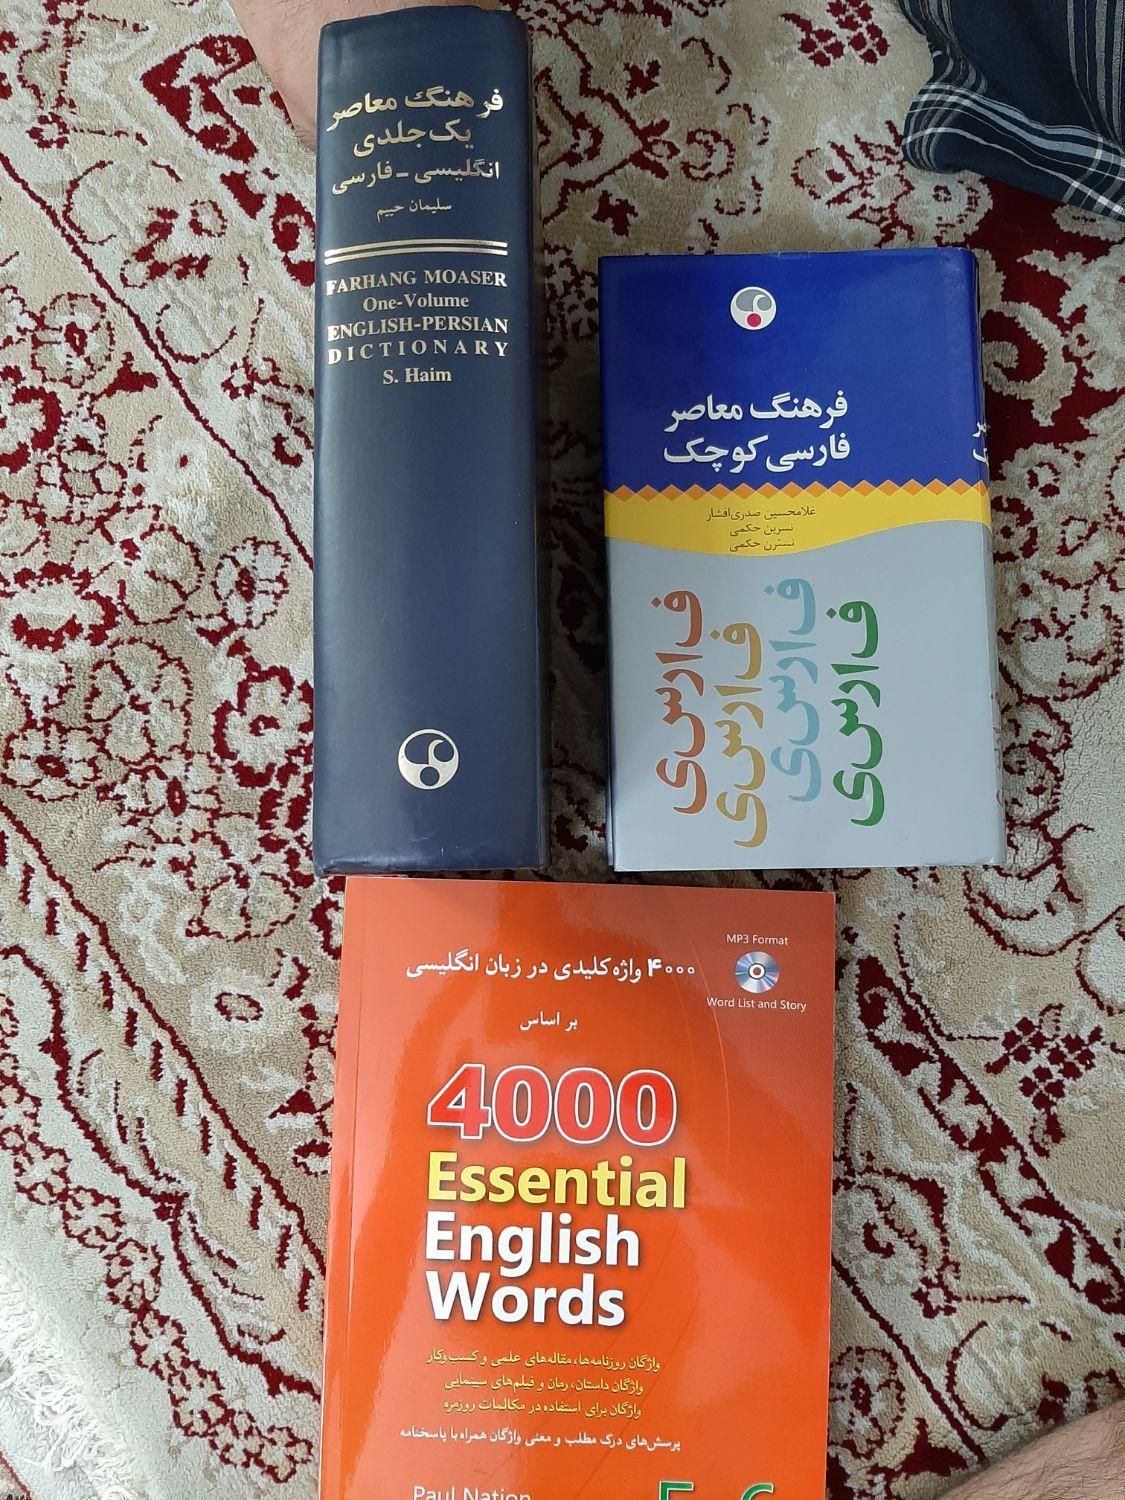 فرهنگ معاصر
یک جلدی
انگلیسی - فارسی
سلیمان حییم
FARHANG MOASER
One-Volume
ENGLISH-PERSIAN
DICTIONARY
S. Haim
فرهنگ معاصر
فارسی کوچک
غلامحسین صدری‌افشار
نسرین حکمی
نسترن حکمی
فارسی
فارسی
فارسی
فارسی
MP3 Format
Word List and Story
۴۰۰۰ واژه کلیدی در زبان انگلیسی
بر اساس
4000
Essential
English
Words
واژگان روزنامه‌ها، مقاله‌های علمی و کسب‌وکار
واژگان داستان، رمان و فیلم‌های سینمایی
واژگان برای استفاده در مکالمات روزمره
پرسش‌های درک مطلب و معنی واژگان همراه با پاسخنامه
Paul Nation